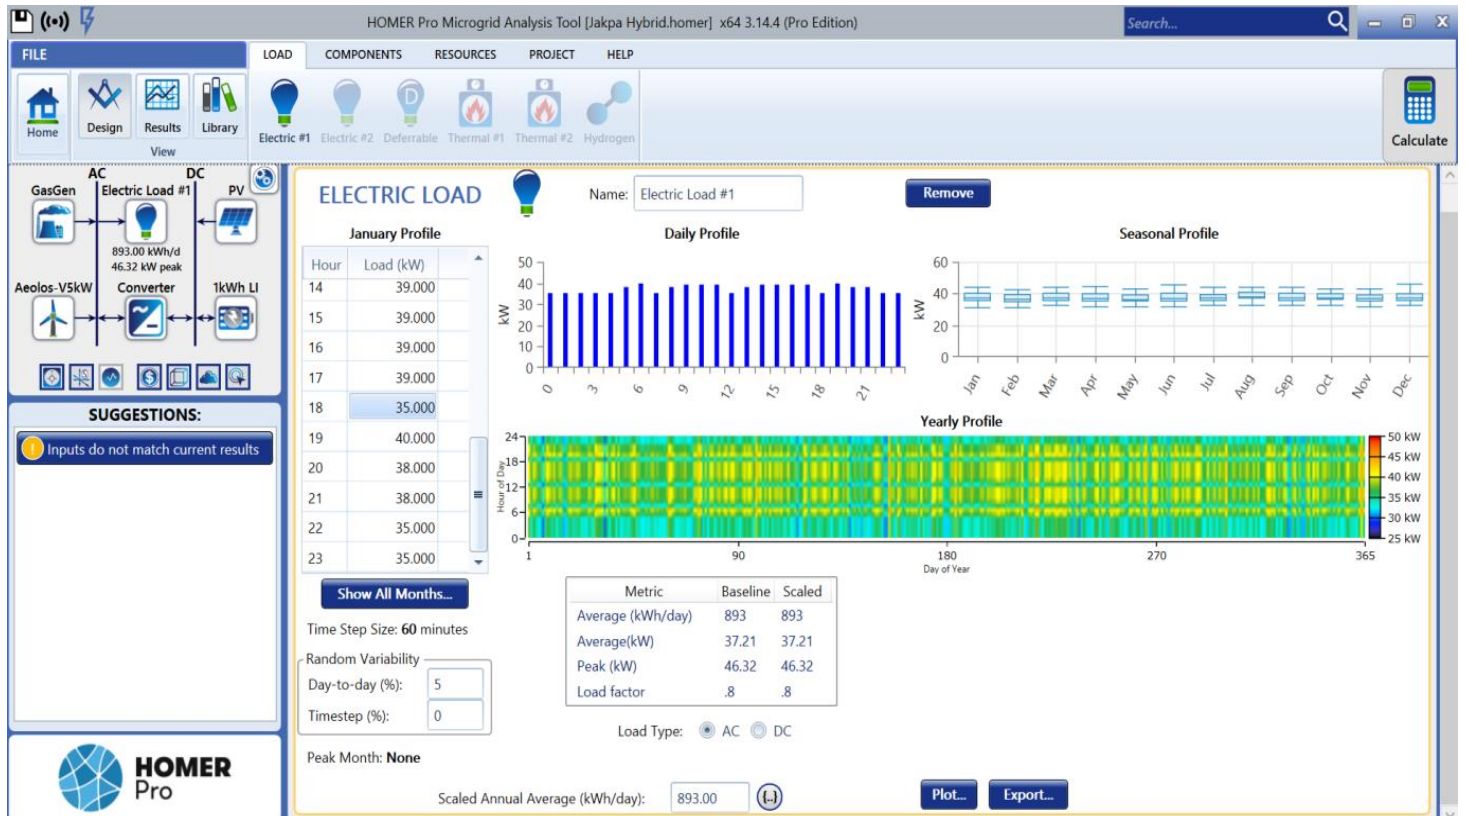 HOMER Pro Microgrid Analysis Tool [Jakpa Hybrid.homer] x64 3.14.4 (Pro Edition)
Search...
FILE
LOAD COMPONENTS RESOURCES PROJECT HELP
Home
Design Results Library
View
Electric #1 Electric #2 Deferrable Thermal #1 Thermal #2 Hydrogen
D
Calculate
AC DC
GasGen Electric Load #1 PV
893.00 kWh/d
46.32 kW peak
Aeolos-V5kW Converter 1kWh LI
SUGGESTIONS:
Inputs do not match current results
HOMER
Pro
ELECTRIC LOAD
Name: Electric Load #1
Remove
January Profile
Hour Load (kW)
14 39.000
15 39.000
16 39.000
17 39.000
18 35.000
19 40.000
20 38.000
21 38.000
22 35.000
23 35.000
Show All Months...
Time Step Size: 60 minutes
Random Variability
Day-to-day (%): 5
Timestep (%): 0
Peak Month: None
Daily Profile
kW
50
40
30
20
10
0
0 3 6 9 12 15 18 21
Seasonal Profile
kW
60
40
20
0
Jan Feb Mar Apr May Jun Jul Aug Sep Oct Nov Dec
Yearly Profile
Hour of Day
24
18
12
6
0
1 90 180 270 365
Day of Year
50 kW
45 kW
40 kW
35 kW
30 kW
25 kW
Metric Baseline Scaled
Average (kWh/day) 893 893
Average(kW) 37.21 37.21
Peak (kW) 46.32 46.32
Load factor .8 .8
Load Type: AC DC
Scaled Annual Average (kWh/day): 893.00 {..}
Plot... Export...